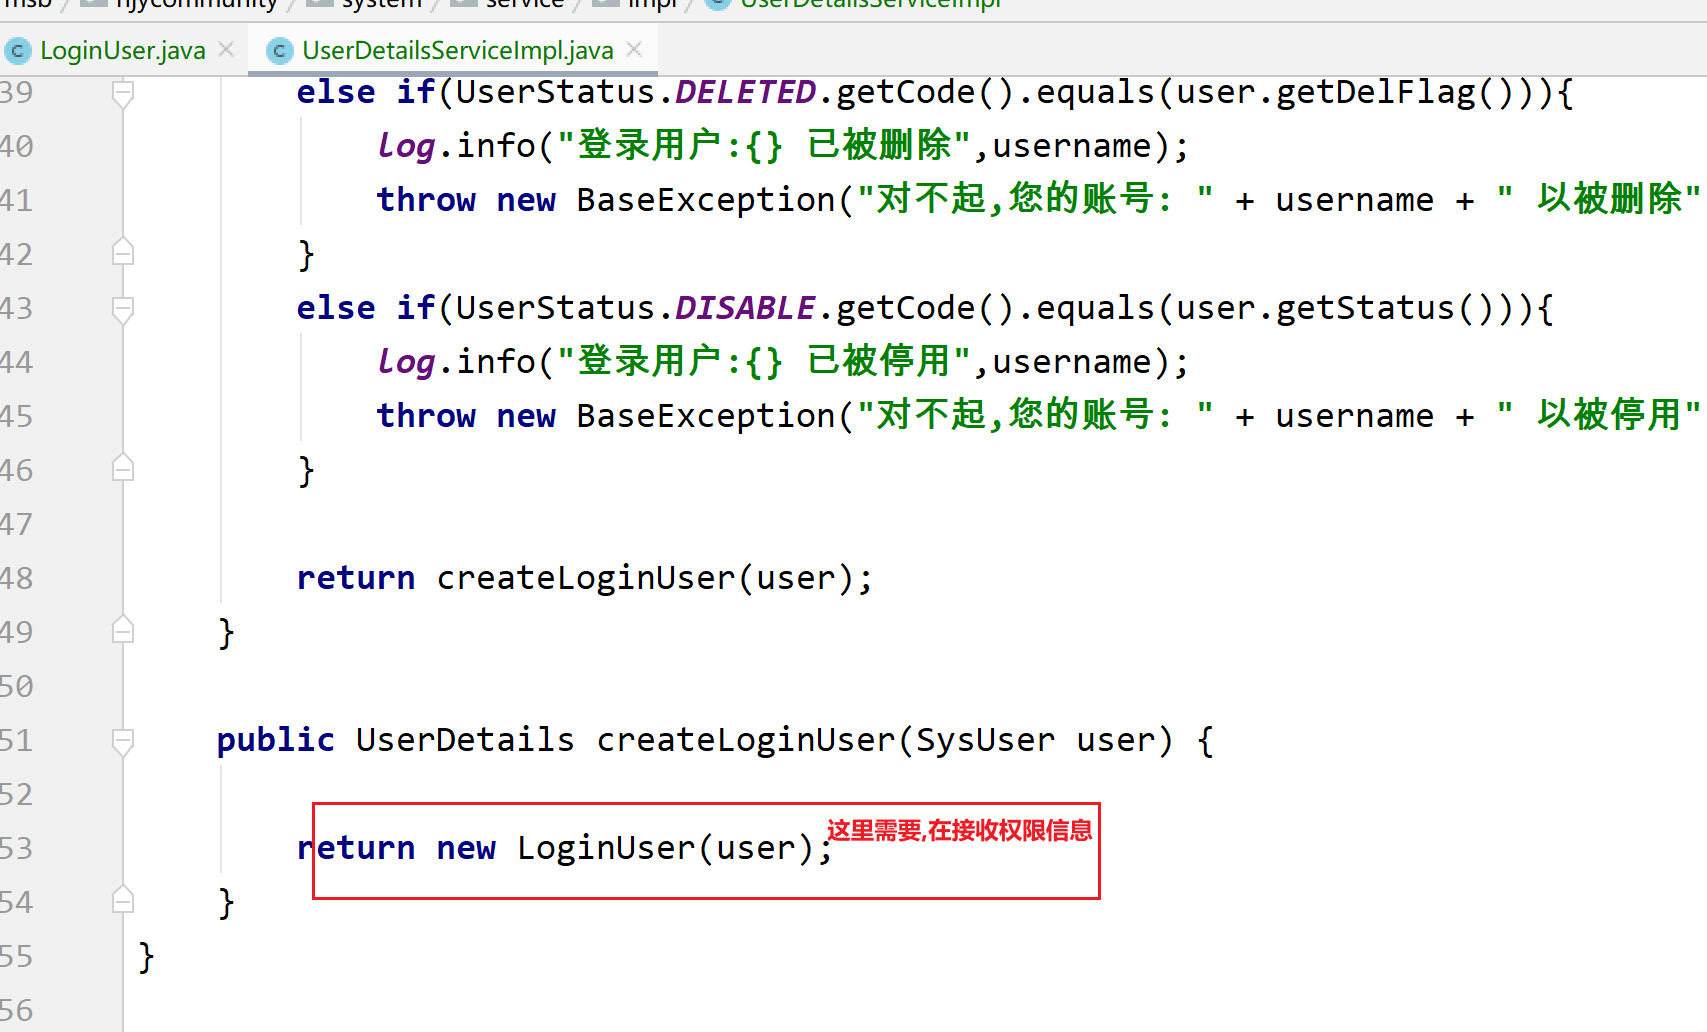 msb hjycommunity system service impl UserDetailsServiceImpl
LoginUser.java UserDetailsServiceImpl.java
39 else if(UserStatus.DELETED.getCode().equals(user.getDelFlag())){
40 log.info("登录用户:{} 已被删除",username);
41 throw new BaseException("对不起,您的账号: " + username + " 以被删除"
42 }
43 else if(UserStatus.DISABLE.getCode().equals(user.getStatus())){
44 log.info("登录用户:{} 已被停用",username);
45 throw new BaseException("对不起,您的账号: " + username + " 以被停用"
46 }
47
48 return createLoginUser(user);
49 }
50
51 public UserDetails createLoginUser(SysUser user) {
52
53 return new LoginUser(user); 这里需要,在接收权限信息
54 }
55 }
56